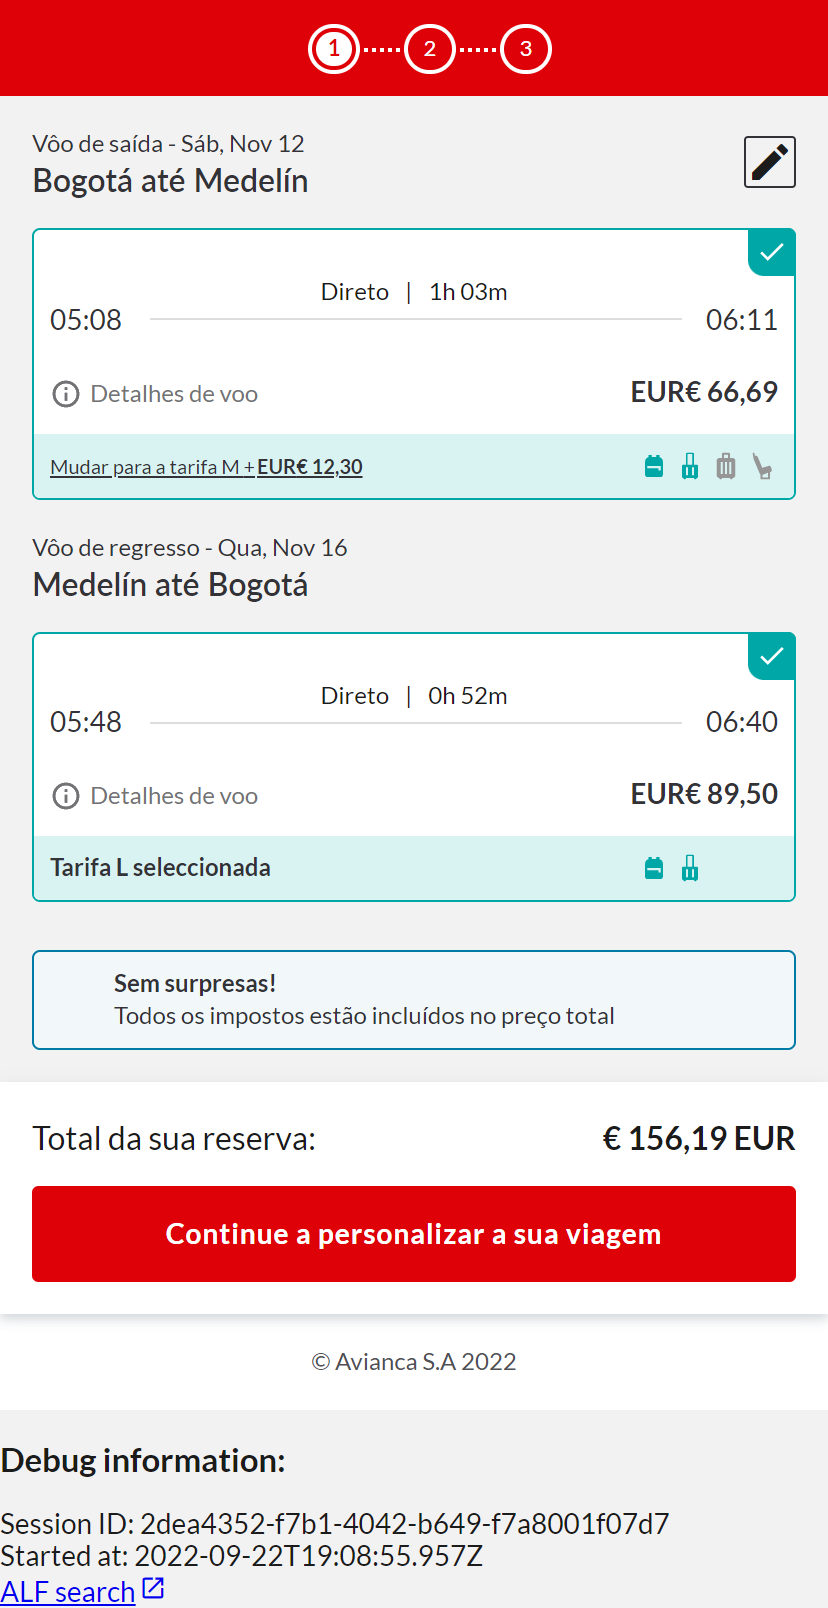 1 2 3
Vôo de saída - Sáb, Nov 12
Bogotá até Medelín
Direto | 1h 03m
05:08 06:11
Detalhes de voo EUR€ 66,69
Mudar para a tarifa M + EUR€ 12,30
Vôo de regresso - Qua, Nov 16
Medelín até Bogotá
Direto | 0h 52m
05:48 06:40
Detalhes de voo EUR€ 89,50
Tarifa L seleccionada
Sem surpresas!
Todos os impostos estão incluídos no preço total
Total da sua reserva: € 156,19 EUR
Continue a personalizar a sua viagem
© Avianca S.A 2022
Debug information:
Session ID: 2dea4352-f7b1-4042-b649-f7a8001f07d7
Started at: 2022-09-22T19:08:55.957Z
ALF search